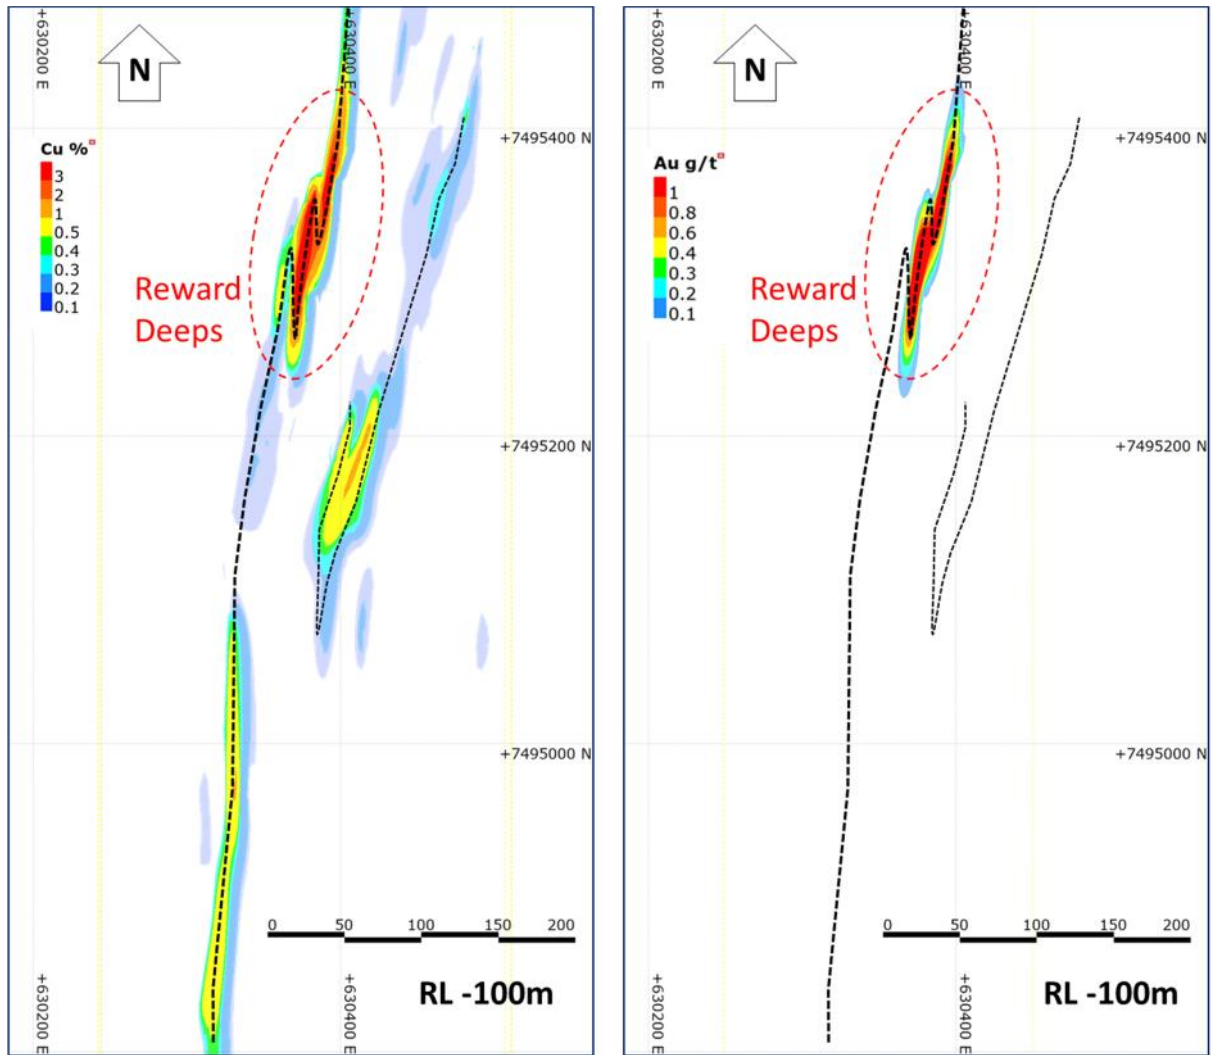 +630200 E
+630400 E
N
+7495400 N
Cu %
3
2
1
0.5
0.4
0.3
0.2
0.1
Reward
Deeps
+7495200 N
+7495000 N
0 50 100 150 200
RL -100m
+630200 E
+630400 E
+630200 E
+630400 E
N
+7495400 N
Au g/t
1
0.8
0.6
0.4
0.3
0.2
0.1
Reward
Deeps
+7495200 N
+7495000 N
0 50 100 150 200
RL -100m
+630200 E
+630400 E